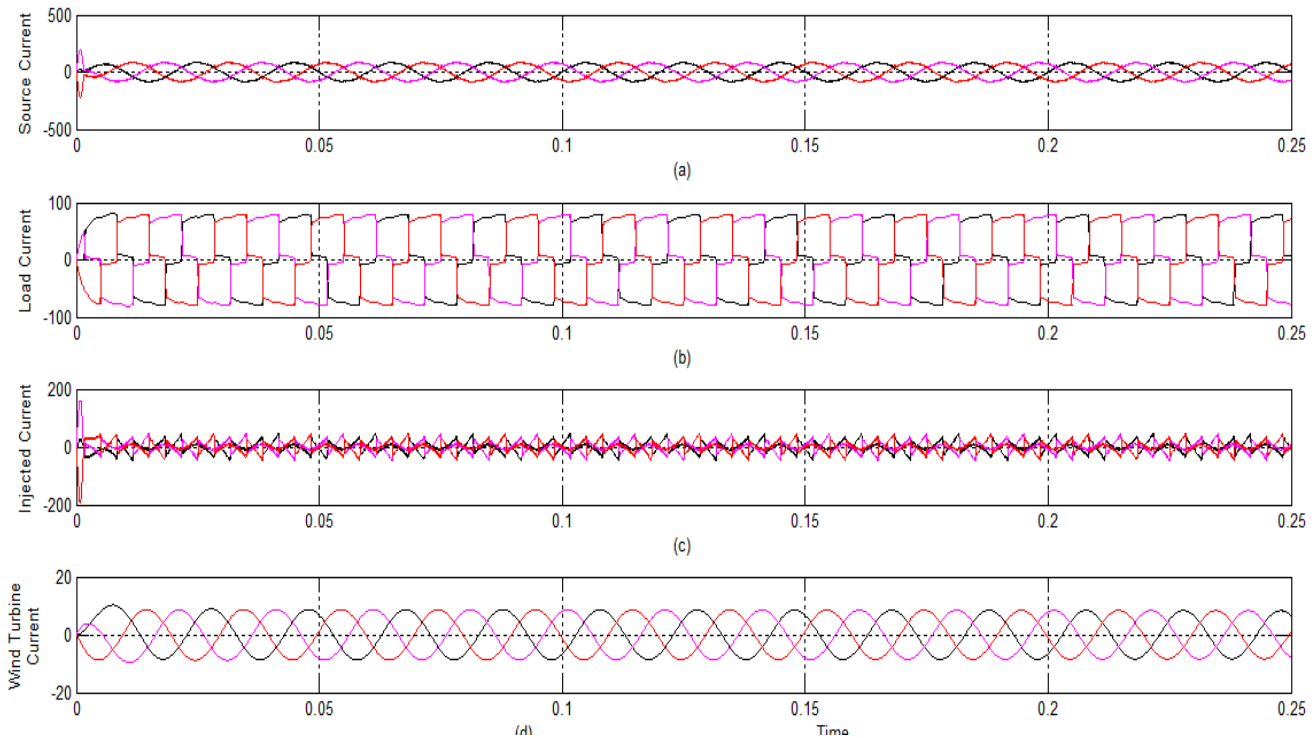 500
0
-500
Source Current
0 0.05 0.1 0.15 0.2 0.25
(a)
100
0
-100
Load Current
0 0.05 0.1 0.15 0.2 0.25
(b)
200
0
-200
Injected Current
0 0.05 0.1 0.15 0.2 0.25
(c)
20
0
-20
Wind Turbine
Current
0 0.05 0.1 0.15 0.2 0.25
(d) Time